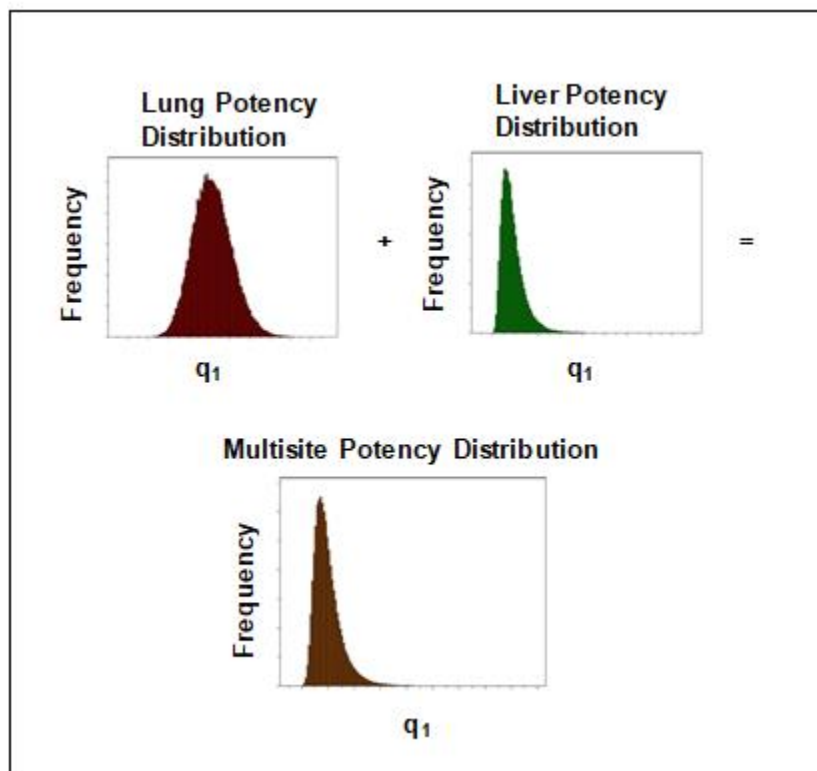 Lung Potency
Distribution
Frequency
q₁
+
Liver Potency
Distribution
Frequency
q₁
=
Multisite Potency Distribution
Frequency
q₁